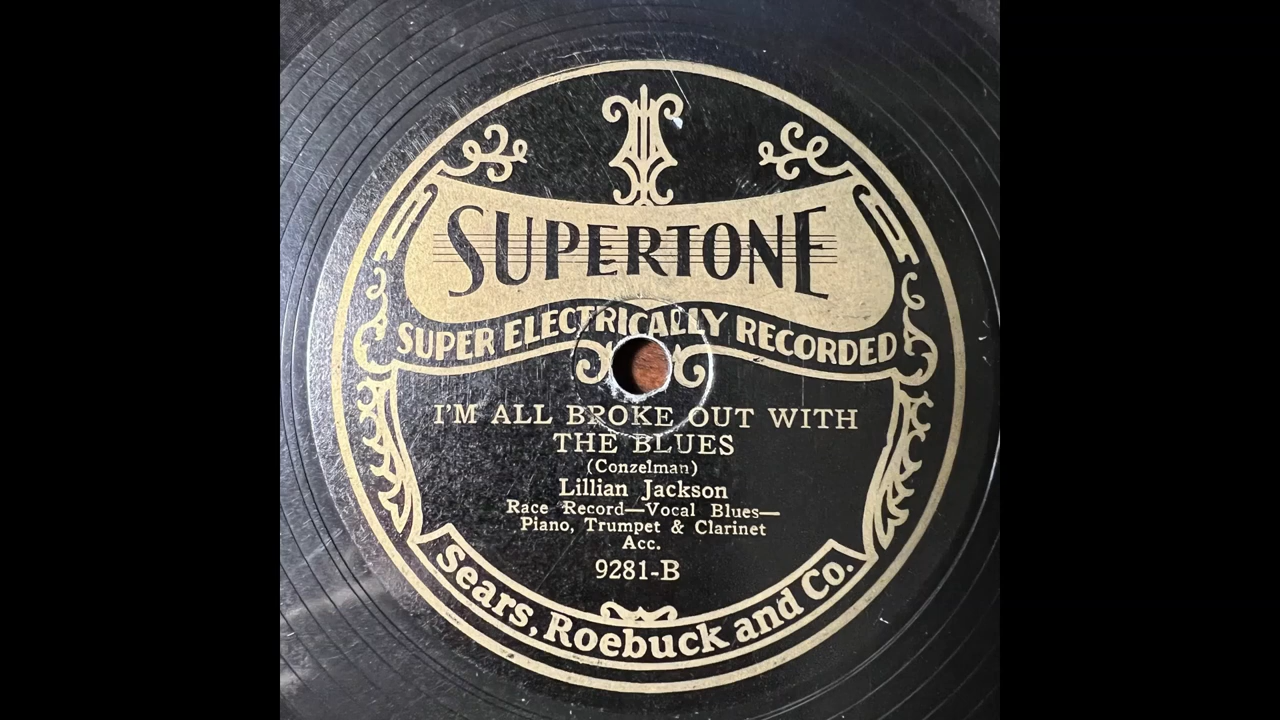 SUPERTONE
SUPER ELECTRICALLY RECORDED
I'M ALL BROKE OUT WITH
THE BLUES
(Conzelman)
Lillian Jackson
Race Record—Vocal Blues—
Piano, Trumpet & Clarinet
Acc.
9281-B
Sears, Roebuck and Co.